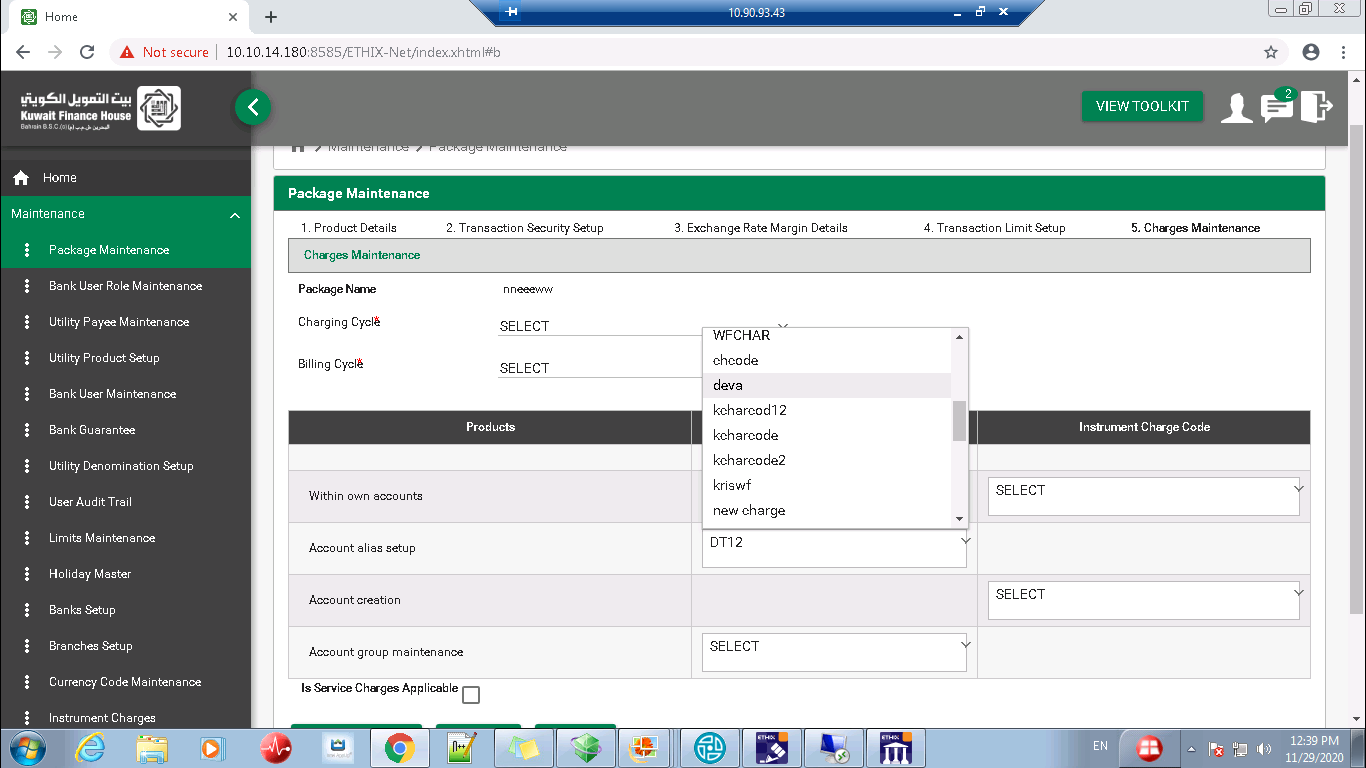 Home
10.90.93.43
Not secure
10.10.14.180:8585/ETHIX-Net/index.xhtml#b
بيت التمويل الكويتي
Kuwait Finance House
Bahrain B.S.C.(c) البحرين ش.م.ب (م)
VIEW TOOLKIT
2
Maintenance Package Maintenance
Home
Maintenance
Package Maintenance
Bank User Role Maintenance
Utility Payee Maintenance
Utility Product Setup
Bank User Maintenance
Bank Guarantee
Utility Denomination Setup
User Audit Trail
Limits Maintenance
Holiday Master
Banks Setup
Branches Setup
Currency Code Maintenance
Instrument Charges
Package Maintenance
1. Product Details
2. Transaction Security Setup
3. Exchange Rate Margin Details
4. Transaction Limit Setup
5. Charges Maintenance
Charges Maintenance
Package Name
nneeeww
Charging Cycle*
SELECT
Billing Cycle*
SELECT
WFCHAR
chcode
deva
kcharcod12
kcharcode
kcharcode2
kriswf
new charge
Products
Instrument Charge Code
Within own accounts
SELECT
Account alias setup
DT12
Account creation
SELECT
Account group maintenance
SELECT
Is Service Charges Applicable
ETHIX
ETHIX
EN
12:39 PM
11/29/2020